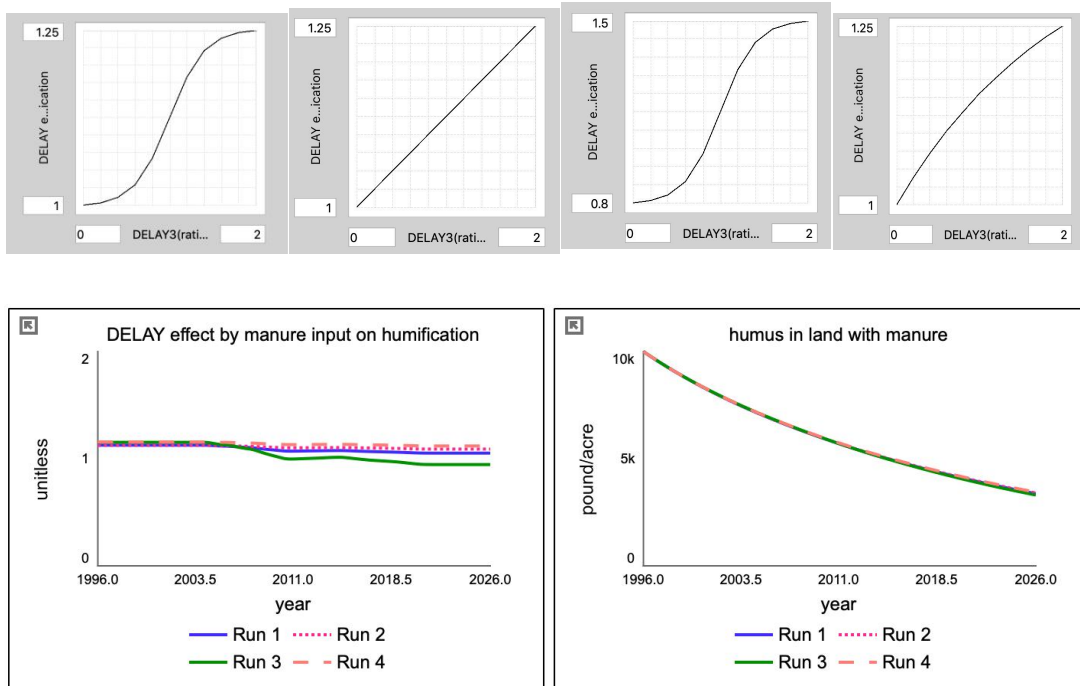 1.25
DELAY e...ication
1
0
DELAY3(rati...
2
1.25
DELAY e...ication
1
0
DELAY3(rati...
2
1.5
DELAY e...ication
0.8
0
DELAY3(rati...
2
1.25
DELAY e...ication
1
0
DELAY3(rati...
2
DELAY effect by manure input on humification
2
1
0
unitless
1996.0 2003.5 2011.0 2018.5 2026.0
year
Run 1 Run 2
Run 3 Run 4
humus in land with manure
10k
5k
0
pound/acre
1996.0 2003.5 2011.0 2018.5 2026.0
year
Run 1 Run 2
Run 3 Run 4